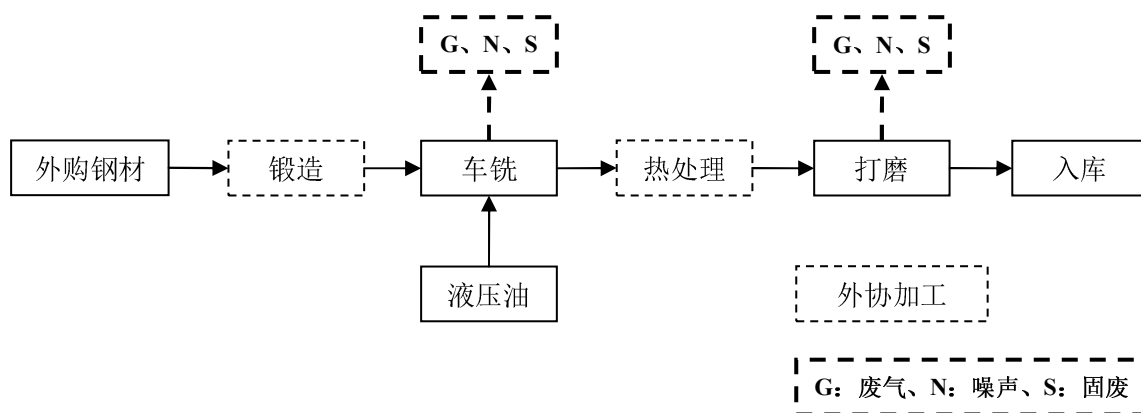 G、N、S
G、N、S
外购钢材
锻造
车铣
热处理
打磨
入库
液压油
外协加工
G：废气、N：噪声、S：固废